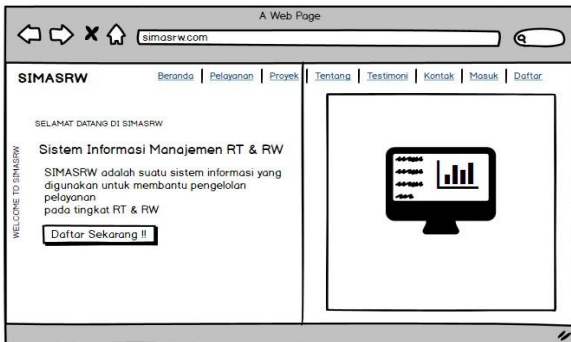 A Web Page
simasrw.com
SIMASRW
Beranda
Pelayanan
Proyek
Tentang
Testimoni
Kontak
Masuk
Daftar
WELCOME TO SIMASRW
SELAMAT DATANG DI SIMASRW
Sistem Informasi Manajemen RT & RW
SIMASRW adalah suatu sistem informasi yang
digunakan untuk membantu pengelolan
pelayanan
pada tingkat RT & RW
Daftar Sekarang !!